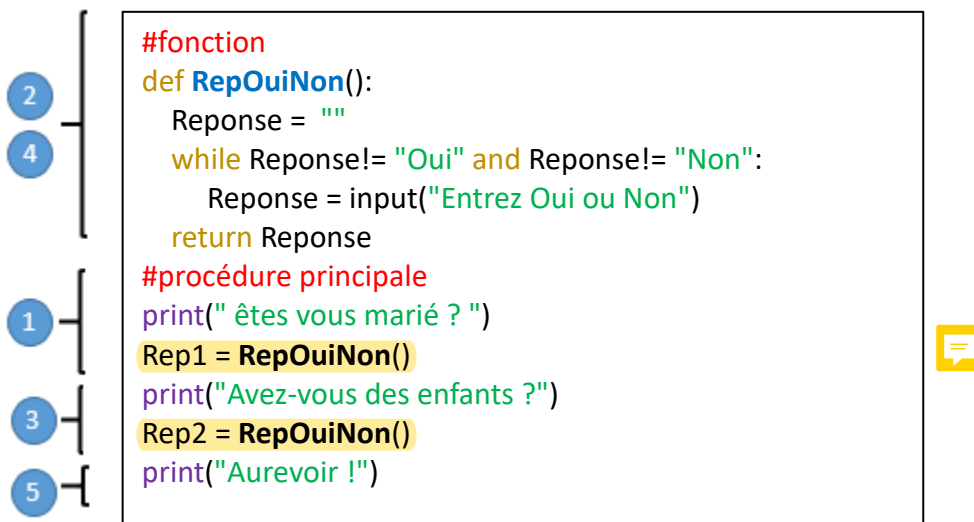 #fonction
def RepOuiNon():
Reponse = ""
2
while Reponse!= "Oui" and Reponse!= "Non":
4
Reponse = input("Entrez Oui ou Non")
return Reponse
#procédure principale
1
print(" êtes vous marié ? ")
Rep1 = RepOuiNon()
print("Avez-vous des enfants ?")
3
Rep2 = RepOuiNon()
5
print("Aurevoir !")